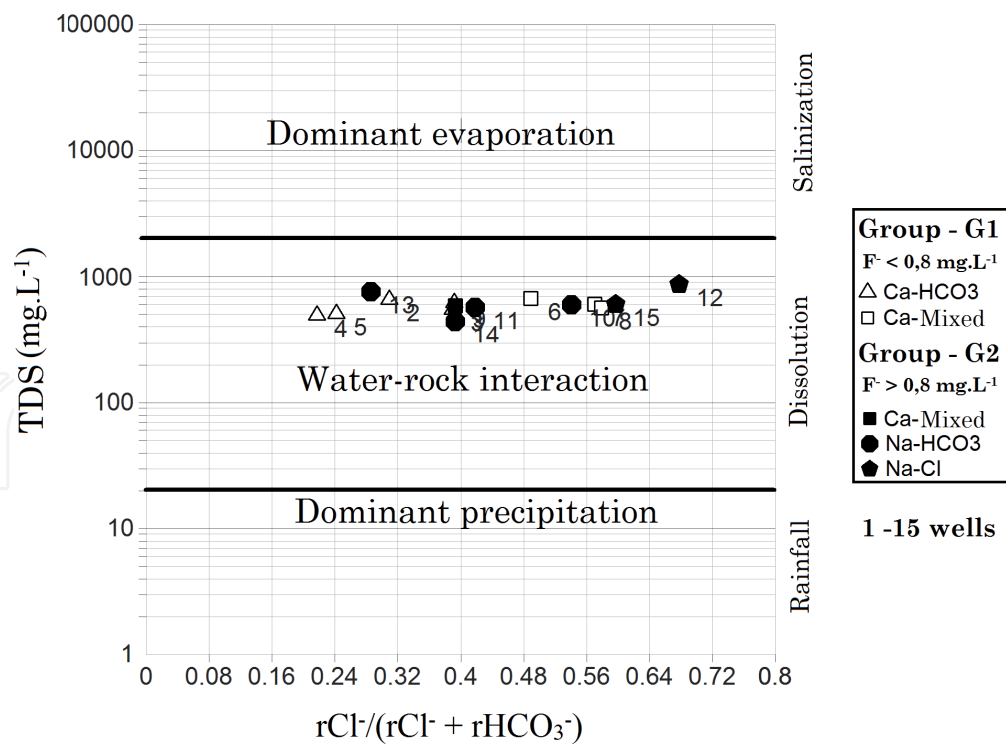 100000
10000
1000
100
10
1
TDS (mg.L-1)
Dominant evaporation
Water-rock interaction
Dominant precipitation
Salinization
Dissolution
Rainfall
4 5 13 2 3 14 11 6 10 7 8 15 12
0 0.08 0.16 0.24 0.32 0.4 0.48 0.56 0.64 0.72 0.8
rCl-/(rCl- + rHCO3-)
Group - G1
F- < 0,8 mg.L-1
Ca-HCO3
Ca-Mixed
Group - G2
F- > 0,8 mg.L-1
Ca-Mixed
Na-HCO3
Na-Cl
1 -15 wells